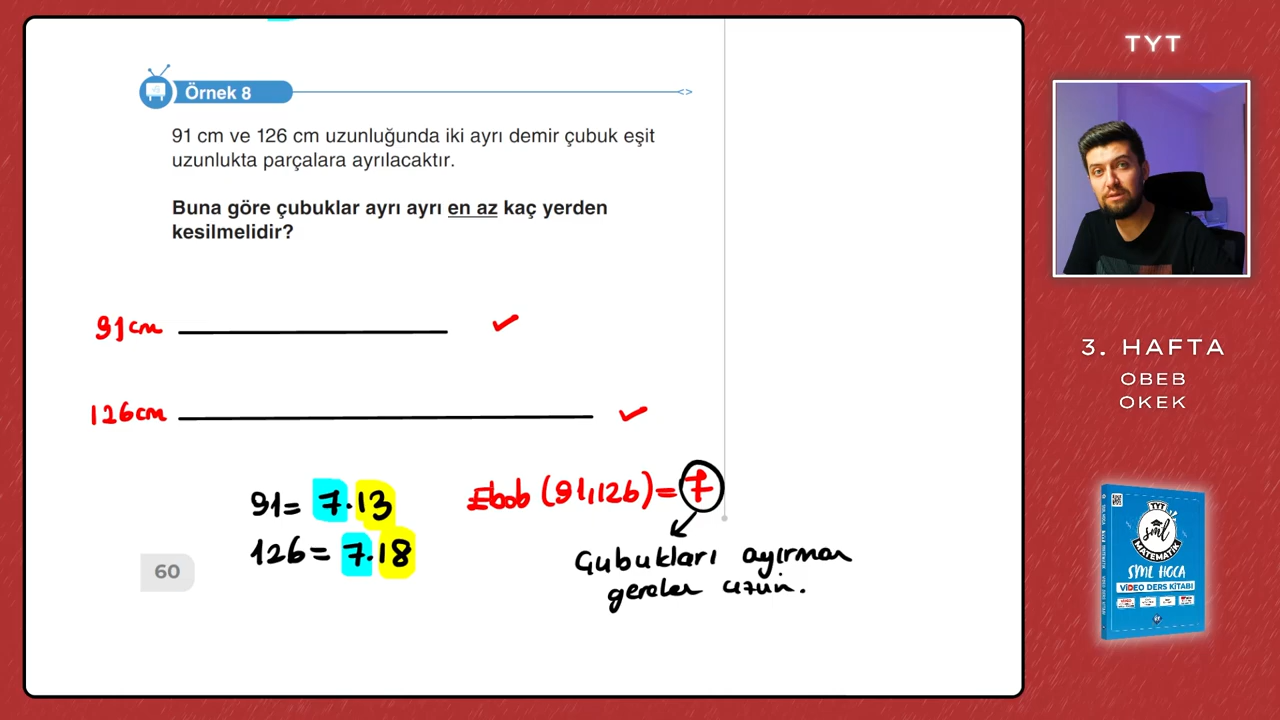 TYT
Örnek 8
<>
91 cm ve 126 cm uzunluğunda iki ayrı demir çubuk eşit
uzunlukta parçalara ayrılacaktır.
Buna göre çubuklar ayrı ayrı en az kaç yerden
kesilmelidir?
91cm
126cm
91= 7.13
126= 7.18
Ebob (91,126)= 7
Çubukları ayırmam
gereken uzun.
60
3. HAFTA
OBEB
OKEK
TYT
SML
MATEMATİK
SML HOCA
VİDEO DERS KİTABI